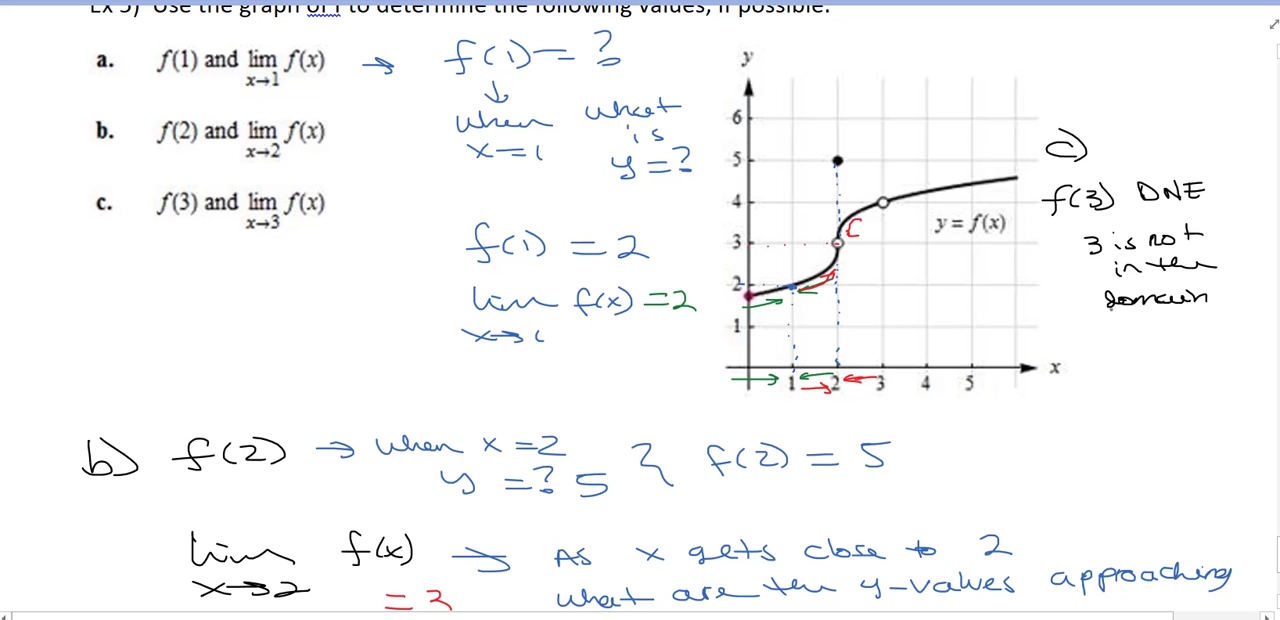 Ex 5) Use the graph of f to determine the following values, if possible.
a. f(1) and lim f(x)
x→1
b. f(2) and lim f(x)
x→2
c. f(3) and lim f(x)
x→3
→ f(1) = ?
↓
when what
x=1 is
y=?
f(1) = 2
lim f(x) = 2
x→1
y
6
5
4
3
2
1
1 2 3 4 5 x
y = f(x)
c)
f(3) DNE
3 is not
in the
domain
b) f(2) → when x=2 } f(2) = 5
y =? 5
lim f(x) → As x gets close to 2
x→2 = 3 what are the y-values approaching